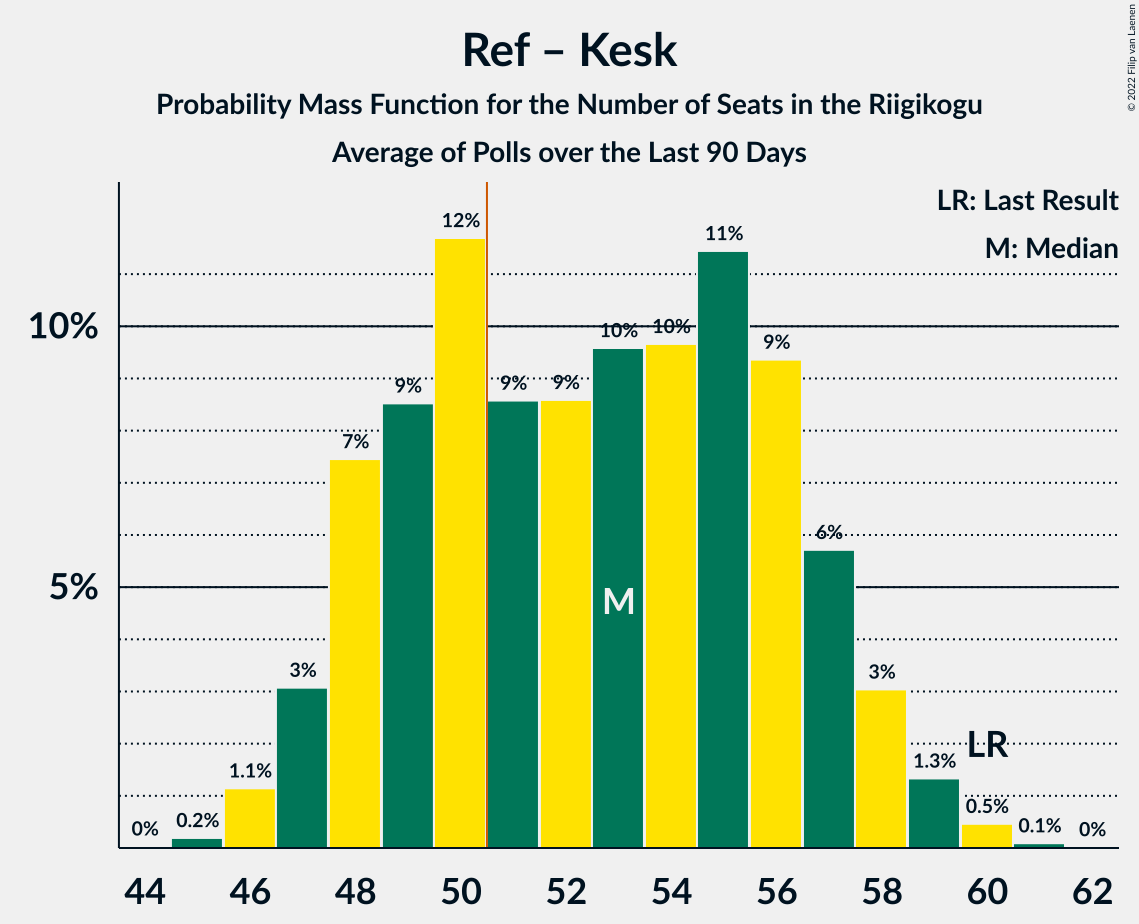 Ref – Kesk
Probability Mass Function for the Number of Seats in the Riigikogu
Average of Polls over the Last 90 Days
© 2022 Filip van Laenen
LR: Last Result
M: Median
10%
5%
0%
0.2%
1.1%
3%
7%
9%
12%
9%
9%
10%
10%
11%
9%
6%
3%
1.3%
0.5%
0.1%
0%
M
LR
44 46 48 50 52 54 56 58 60 62